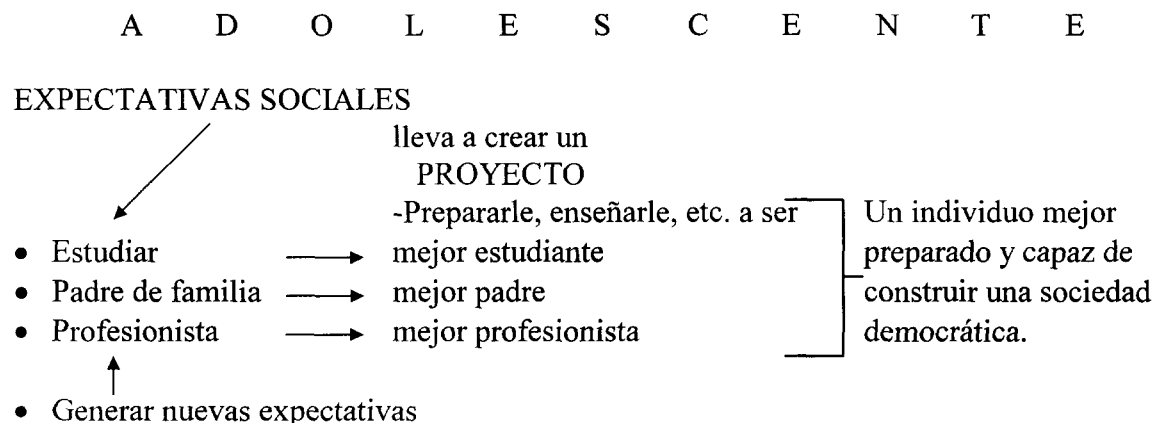 A D O L E S C E N T E
EXPECTATIVAS SOCIALES
lleva a crear un
PROYECTO
-Prepararle, enseñarle, etc. a ser
• Estudiar
mejor estudiante
• Padre de familia
mejor padre
• Profesionista
mejor profesionista
Un individuo mejor
preparado y capaz de
construir una sociedad
democrática.
• Generar nuevas expectativas